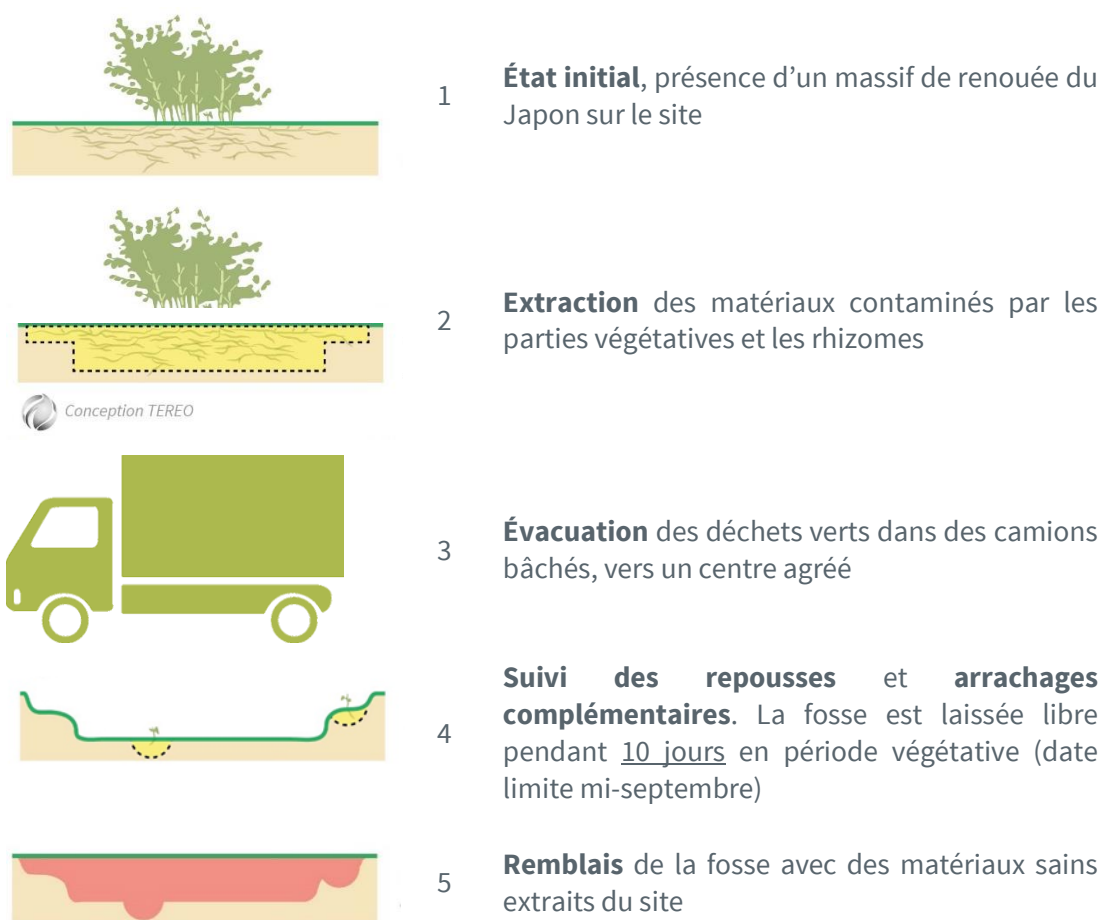 1
État initial, présence d’un massif de renouée du
Japon sur le site
2
Extraction des matériaux contaminés par les
parties végétatives et les rhizomes
Conception TEREO
3
Évacuation des déchets verts dans des camions
bâchés, vers un centre agréé
4
Suivi des repousses et arrachages
complémentaires. La fosse est laissée libre
pendant 10 jours en période végétative (date
limite mi-septembre)
5
Remblais de la fosse avec des matériaux sains
extraits du site